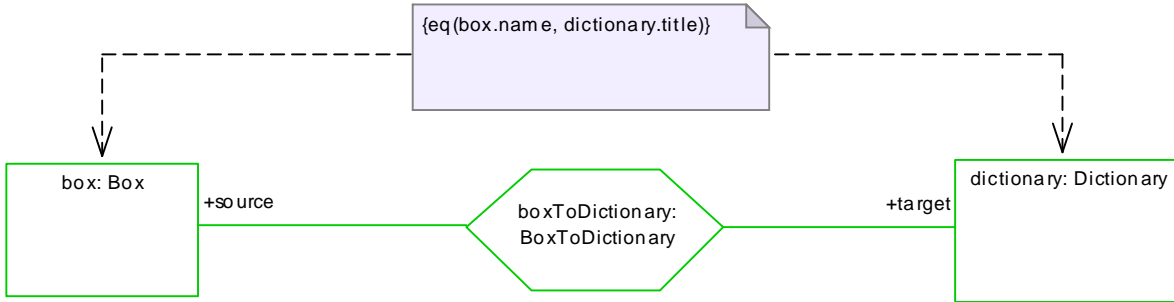 {eq(box.name, dictionary.title)}
box: Box
dictionary: Dictionary
+source
boxToDictionary:
BoxToDictionary
+target